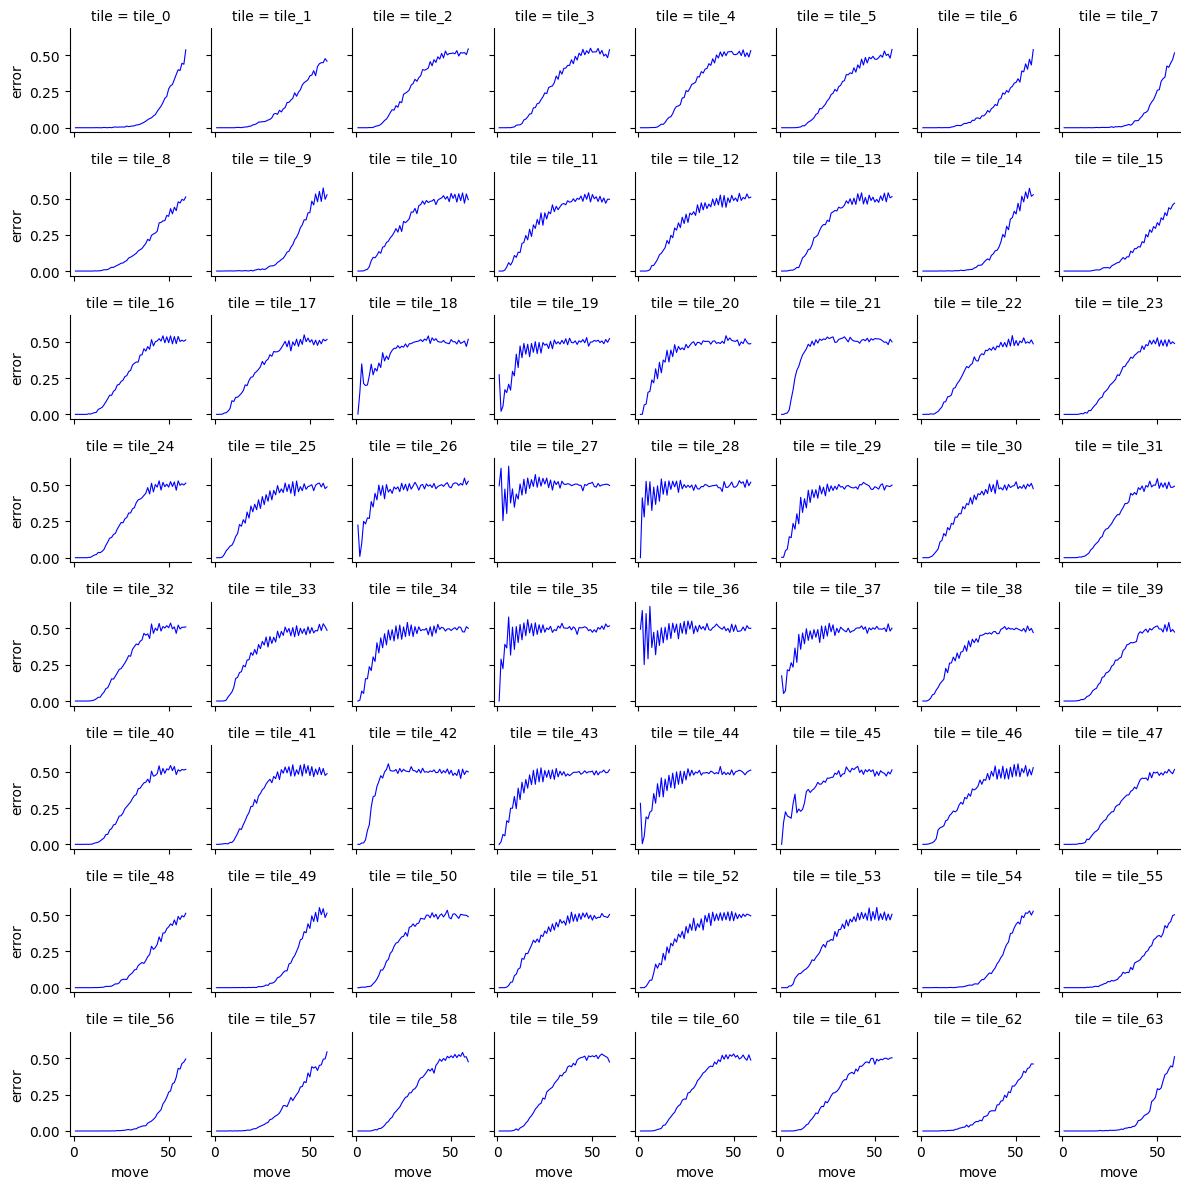 tile = tile_0 tile = tile_1 tile = tile_2 tile = tile_3 tile = tile_4 tile = tile_5 tile = tile_6 tile = tile_7
0.50
0.25
0.00
error
tile = tile_8 tile = tile_9 tile = tile_10 tile = tile_11 tile = tile_12 tile = tile_13 tile = tile_14 tile = tile_15
0.50
0.25
0.00
error
tile = tile_16 tile = tile_17 tile = tile_18 tile = tile_19 tile = tile_20 tile = tile_21 tile = tile_22 tile = tile_23
0.50
0.25
0.00
error
tile = tile_24 tile = tile_25 tile = tile_26 tile = tile_27 tile = tile_28 tile = tile_29 tile = tile_30 tile = tile_31
0.50
0.25
0.00
error
tile = tile_32 tile = tile_33 tile = tile_34 tile = tile_35 tile = tile_36 tile = tile_37 tile = tile_38 tile = tile_39
0.50
0.25
0.00
error
tile = tile_40 tile = tile_41 tile = tile_42 tile = tile_43 tile = tile_44 tile = tile_45 tile = tile_46 tile = tile_47
0.50
0.25
0.00
error
tile = tile_48 tile = tile_49 tile = tile_50 tile = tile_51 tile = tile_52 tile = tile_53 tile = tile_54 tile = tile_55
0.50
0.25
0.00
error
tile = tile_56 tile = tile_57 tile = tile_58 tile = tile_59 tile = tile_60 tile = tile_61 tile = tile_62 tile = tile_63
0.50
0.25
0.00
error
0 50 0 50 0 50 0 50 0 50 0 50 0 50 0 50
move move move move move move move move